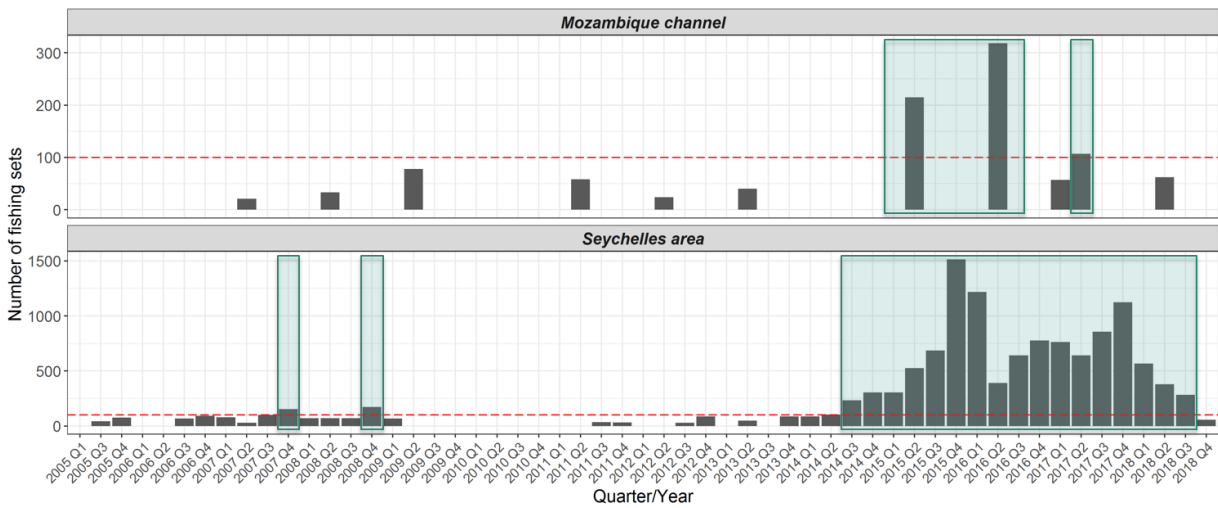 Mozambique channel
300
200
100
0
Seychelles area
1500
1000
500
0
Number of fishing sets
2005 Q1
2005 Q3
2005 Q4
2006 Q1
2006 Q2
2006 Q3
2006 Q4
2007 Q1
2007 Q2
2007 Q3
2007 Q4
2008 Q1
2008 Q2
2008 Q3
2008 Q4
2009 Q1
2009 Q2
2009 Q3
2009 Q4
2010 Q1
2010 Q2
2010 Q3
2010 Q4
2011 Q1
2011 Q2
2011 Q3
2011 Q4
2012 Q1
2012 Q2
2012 Q3
2012 Q4
2013 Q1
2013 Q2
2013 Q3
2013 Q4
2014 Q1
2014 Q2
2014 Q3
2014 Q4
2015 Q1
2015 Q2
2015 Q3
2015 Q4
2016 Q1
2016 Q2
2016 Q3
2016 Q4
2017 Q1
2017 Q2
2017 Q3
2017 Q4
2018 Q1
2018 Q2
2018 Q3
2018 Q4
Quarter/Year